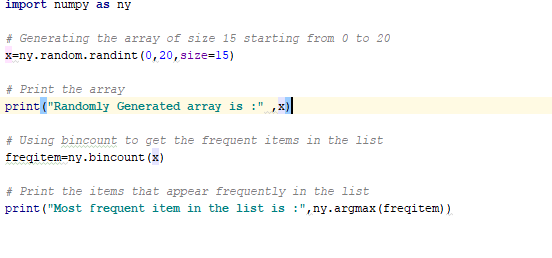 import numpy as ny
# Generating the array of size 15 starting from 0 to 20
x=ny.random.randint(0,20,size=15)
# Print the array
print("Randomly Generated array is :" ,x)
# Using bincount to get the frequent items in the list
freqitem=ny.bincount(x)
# Print the items that appear frequently in the list
print("Most frequent item in the list is :",ny.argmax(freqitem))